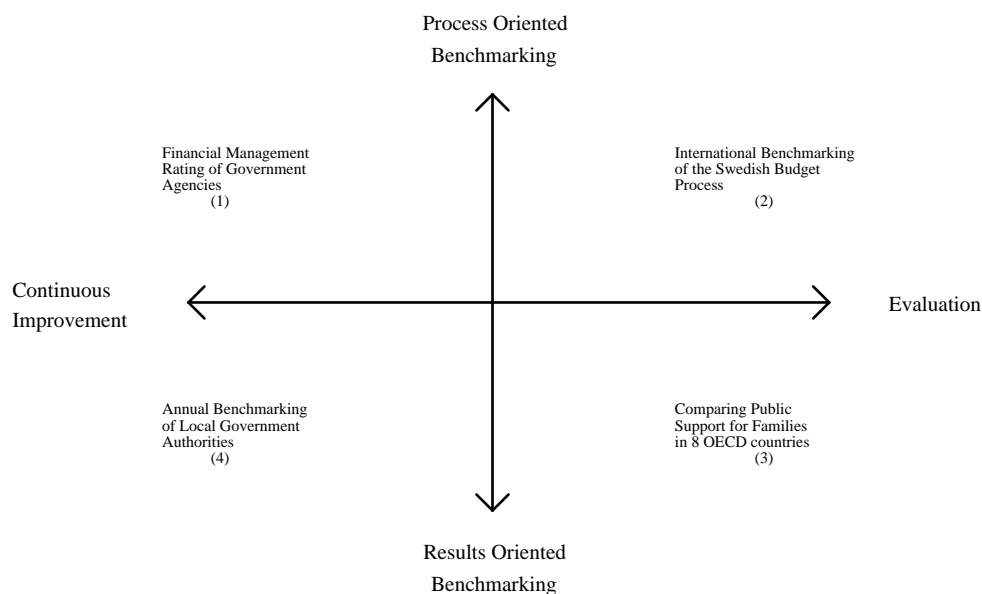 Process Oriented
Benchmarking
Financial Management
Rating of Government
Agencies
(1)
International Benchmarking
of the Swedish Budget
Process
(2)
Continuous
Improvement
Evaluation
Annual Benchmarking
of Local Government
Authorities
(4)
Comparing Public
Support for Families
in 8 OECD countries
(3)
Results Oriented
Benchmarking